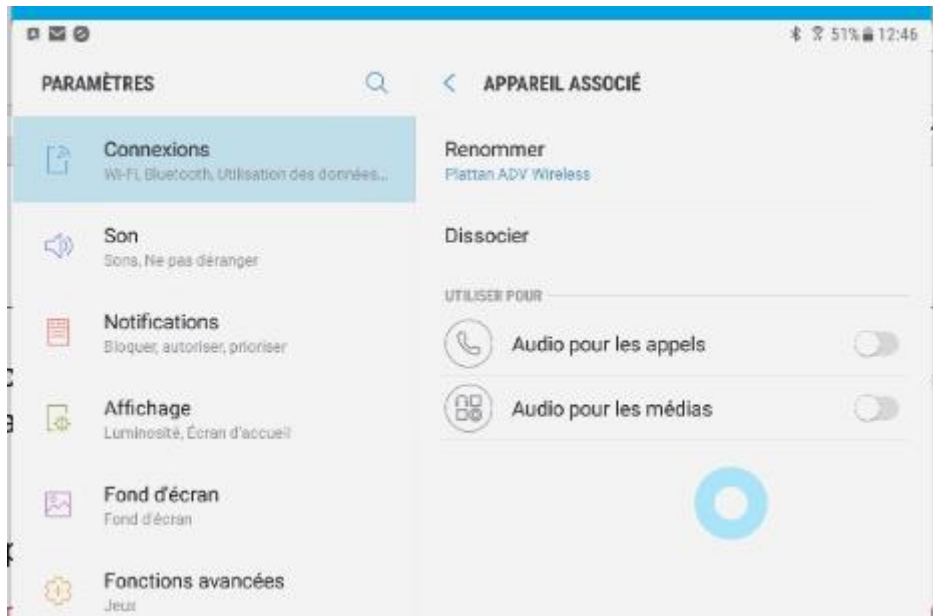 51% 12:46
PARAMÈTRES
APPAREIL ASSOCIÉ
Connexions
Wi-Fi, Bluetooth, Utilisation des données...
Renommer
Plattan ADV Wireless
Son
Sons, Ne pas déranger
Dissocier
UTILISER POUR
Notifications
Bloquer, autoriser, prioriser
Audio pour les appels
Affichage
Luminosité, Écran d'accueil
Audio pour les médias
Fond d'écran
Fond d'écran
Fonctions avancées
Jeux